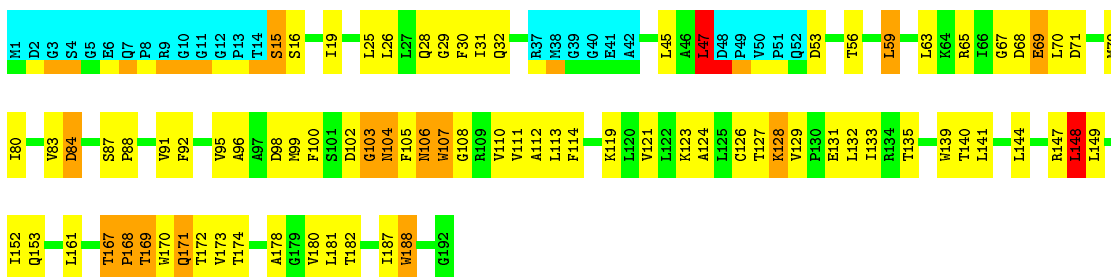 M1 D2 G3 S4 G5 E6 Q7 P8 R9 G10 G11 G12 P13 T14 S15 S16 I19 L25 L26 L27 Q28 G29 F30 I31 Q32 R37 M38 G39 G40 E41 A42 L45 A46 L47 D48 P49 V50 P51 Q52 D53 T56 L59 L63 K64 R65 I66 G67 D68 E69 L70 D71
I80 V83 D84 S87 P88 V91 F92 V95 A96 A97 D98 M99 F100 S101 D102 G103 N104 F105 N106 W107 G108 R109 V110 V111 A112 L113 F114 K119 L120 V121 L122 K123 A124 L125 C126 T127 K128 V129 P130 E131 L132 I133 R134 T135 W139 T140 L141 L144 R147 L148 L149
I152 Q153 L161 T167 P168 T169 W170 Q171 T172 V173 T174 A178 G179 V180 L181 T182 I187 W188 G192